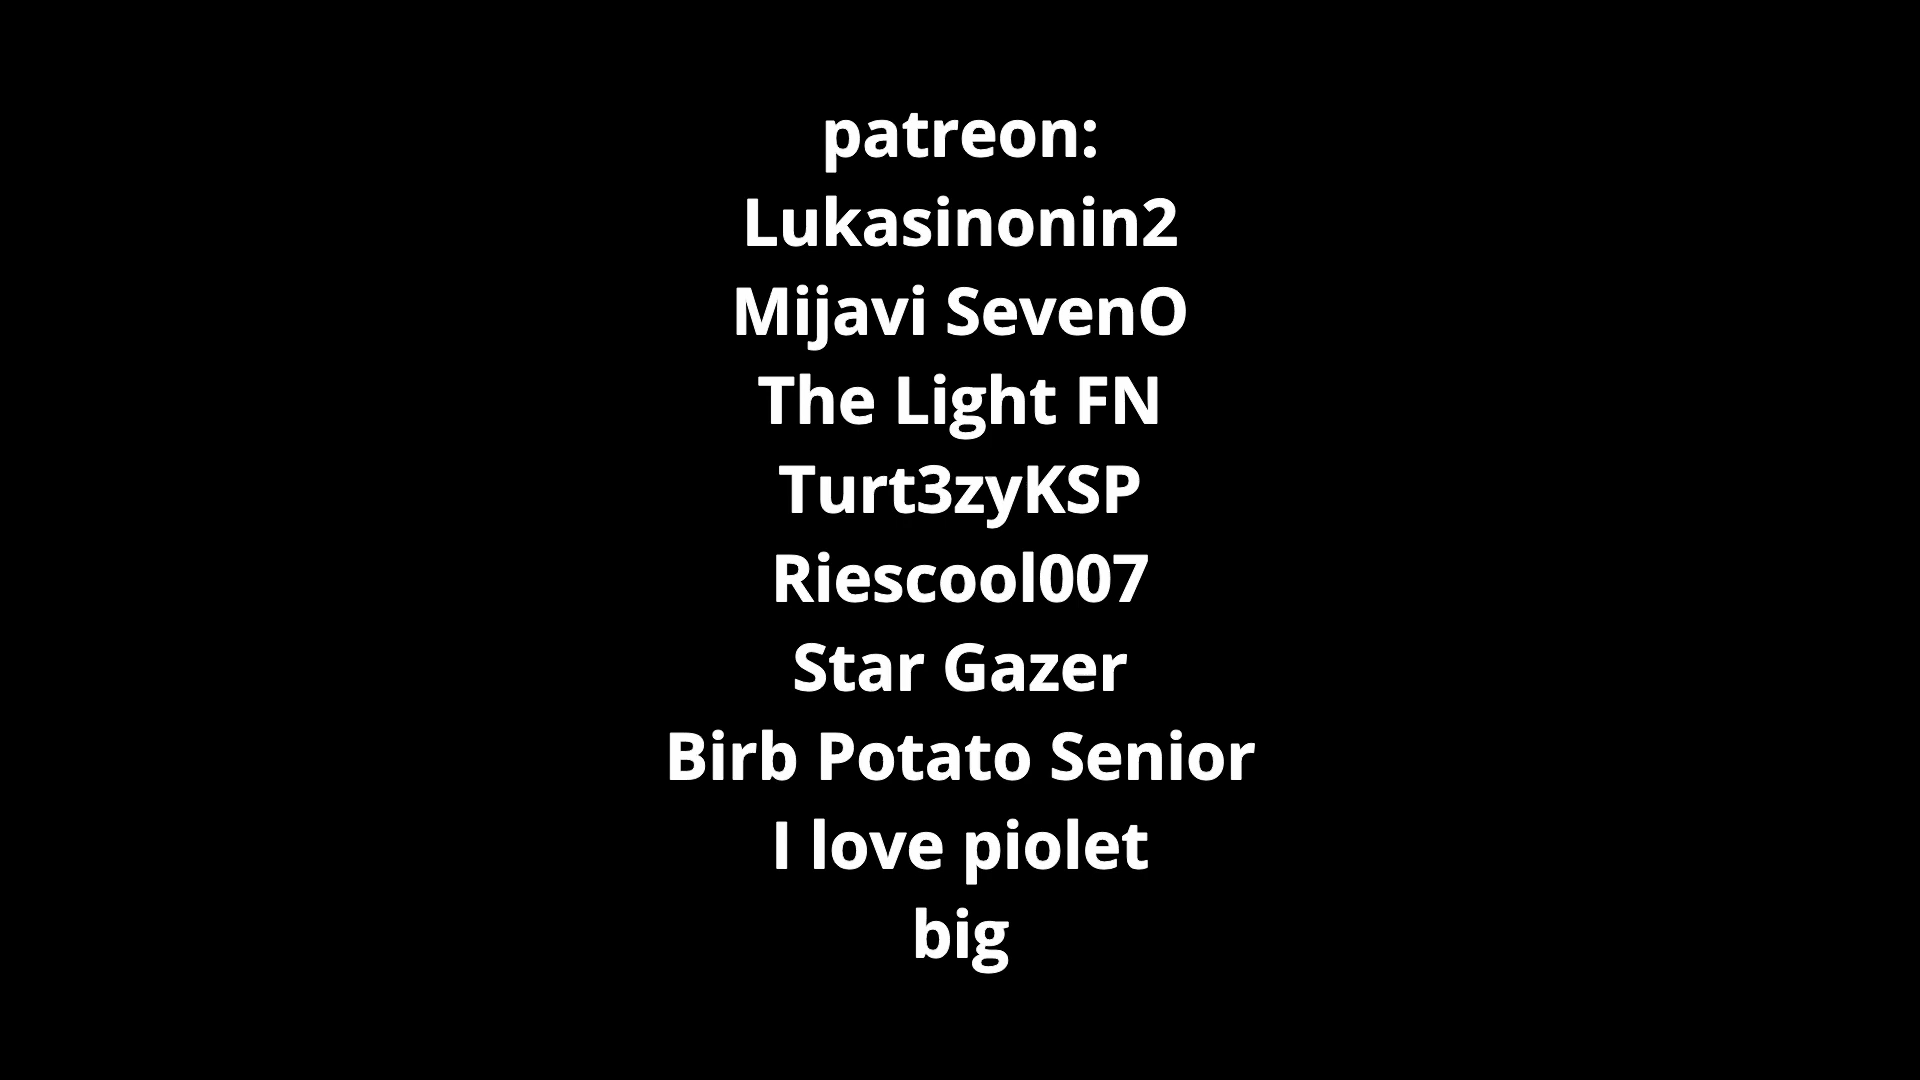 patreon:
Lukasinonin2
Mijavi SevenO
The Light FN
Turt3zyKSP
Riescool007
Star Gazer
Birb Potato Senior
I love piolet
big